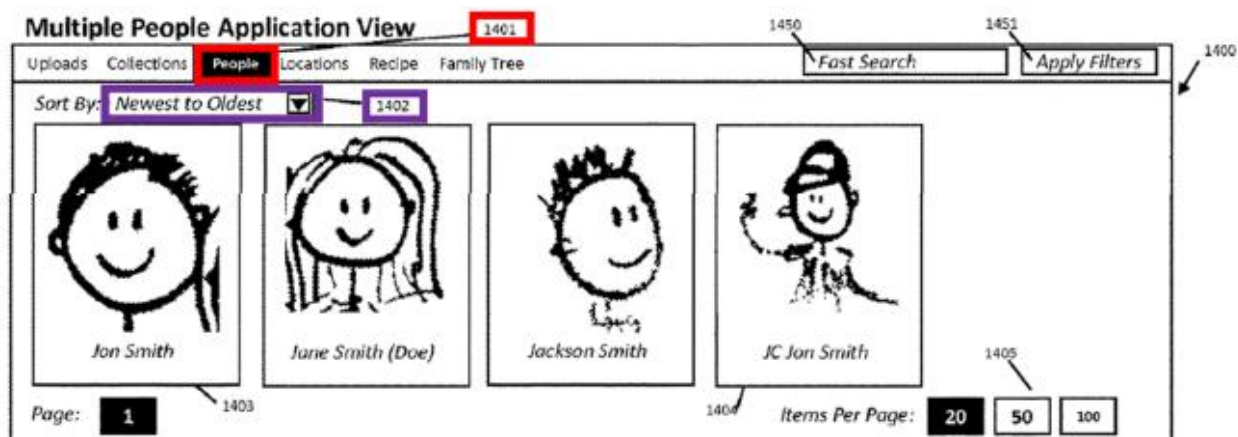 Multiple People Application View
1401
1450
1451
1400
Uploads Collections People Locations Recipe Family Tree Fast Search Apply Filters
Sort By: Newest to Oldest 1402
Jon Smith Jane Smith (Doe) Jackson Smith JC Jon Smith
1403
1404
1405
Page: 1 Items Per Page: 20 50 100